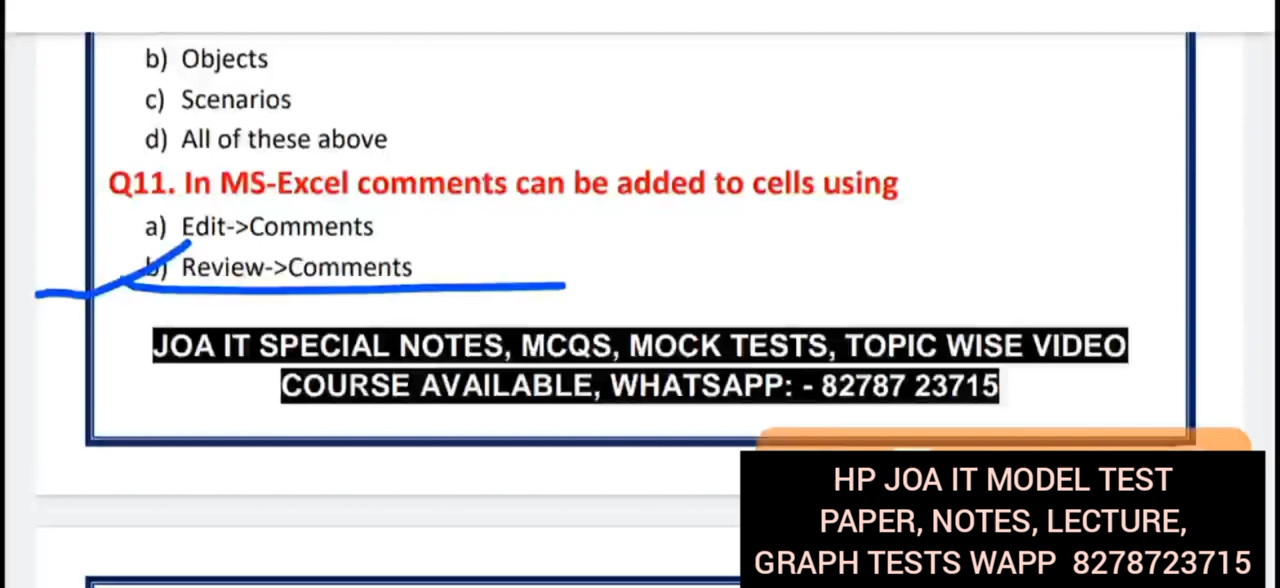 b) Objects
c) Scenarios
d) All of these above
Q11. In MS-Excel comments can be added to cells using
a) Edit->Comments
b) Review->Comments
JOA IT SPECIAL NOTES, MCQS, MOCK TESTS, TOPIC WISE VIDEO
COURSE AVAILABLE, WHATSAPP: - 82787 23715
HP JOA IT MODEL TEST
PAPER, NOTES, LECTURE,
GRAPH TESTS WAPP 8278723715